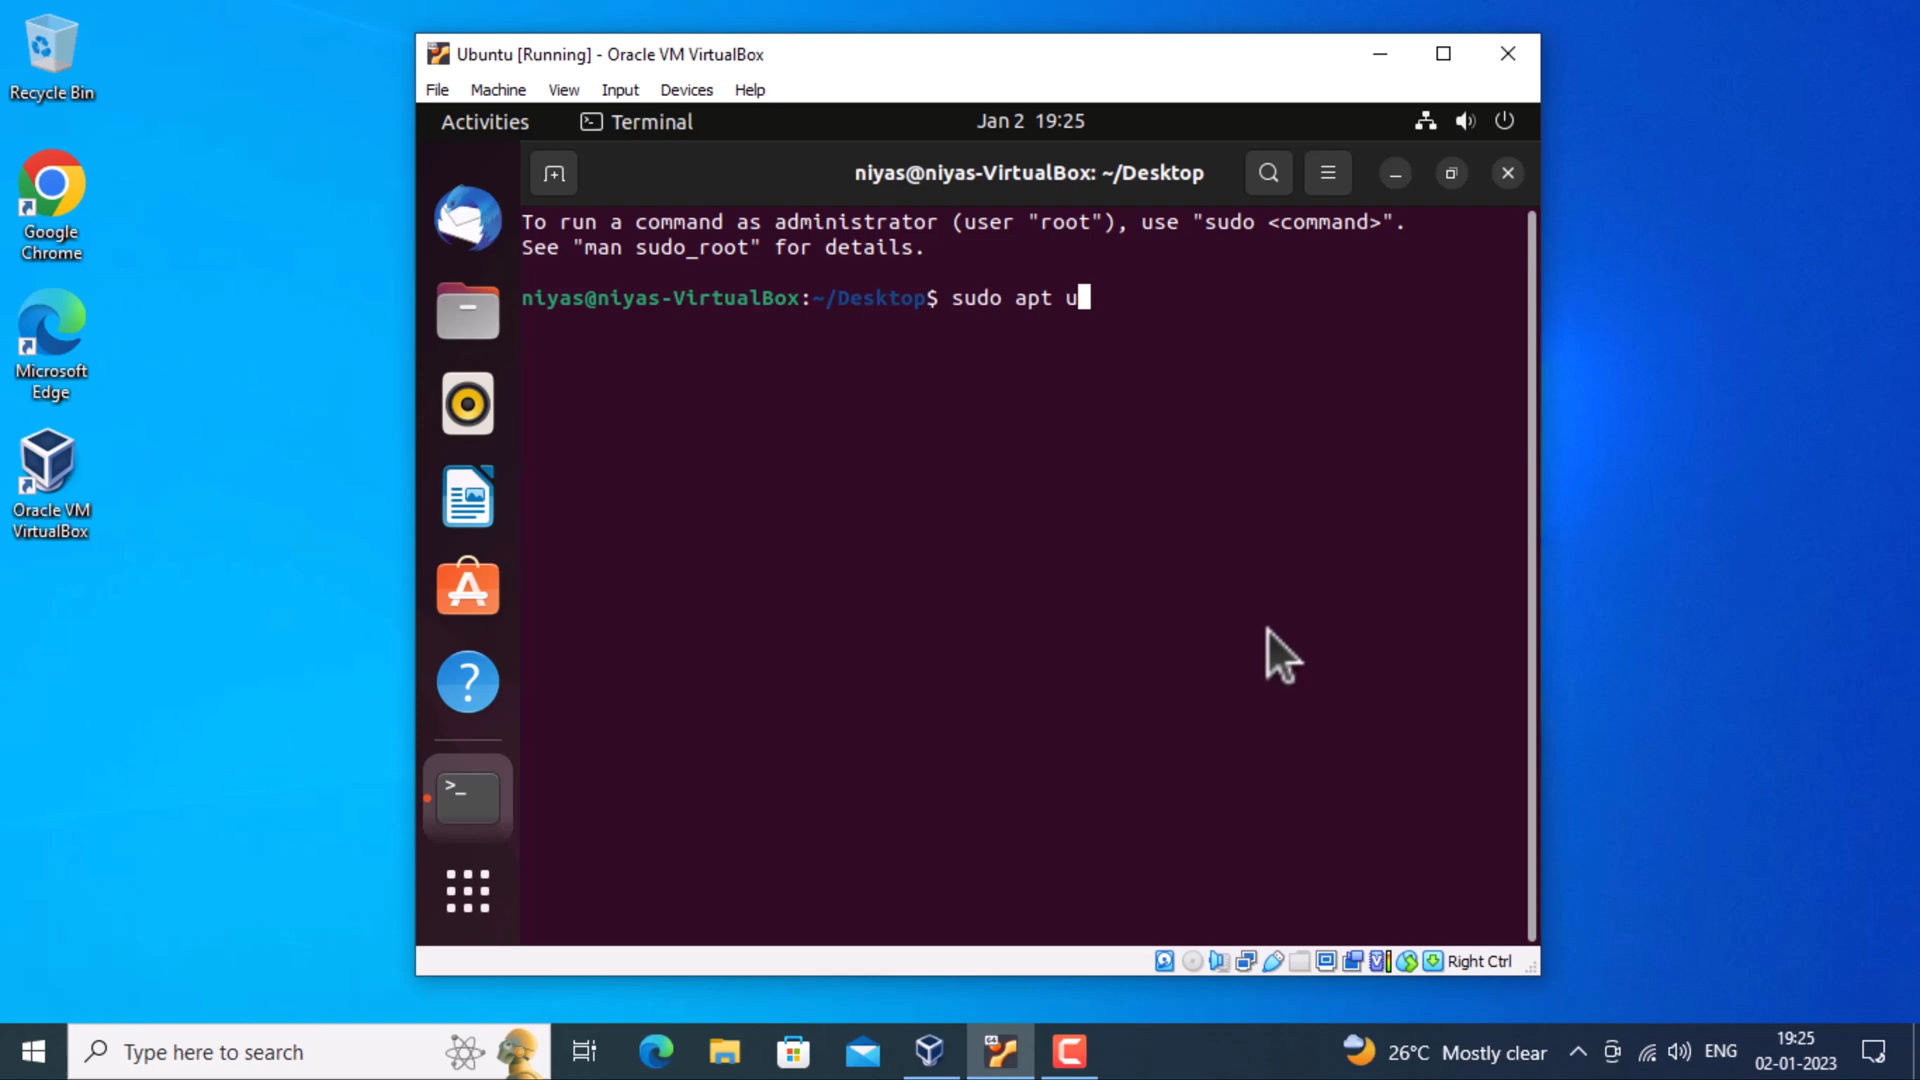 Recycle Bin
Google
Chrome
Microsoft
Edge
Oracle VM
VirtualBox
Ubuntu [Running] - Oracle VM VirtualBox
File Machine View Input Devices Help
Activities Terminal Jan 2 19:25
niyas@niyas-VirtualBox: ~/Desktop
To run a command as administrator (user "root"), use "sudo <command>".
See "man sudo_root" for details.
niyas@niyas-VirtualBox:~/Desktop$ sudo apt u
Right Ctrl
Type here to search
64
26°C Mostly clear
ENG
19:25
02-01-2023